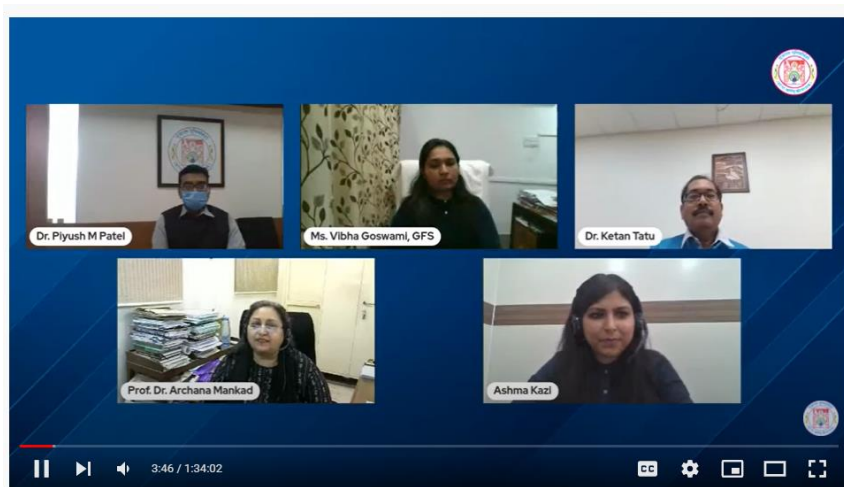 Dr. Piyush M Patel
Ms. Vibha Goswami, GFS
Dr. Ketan Tatu
Prof. Dr. Archana Mankad
Ashma Kazi
3:46 / 1:34:02
CC